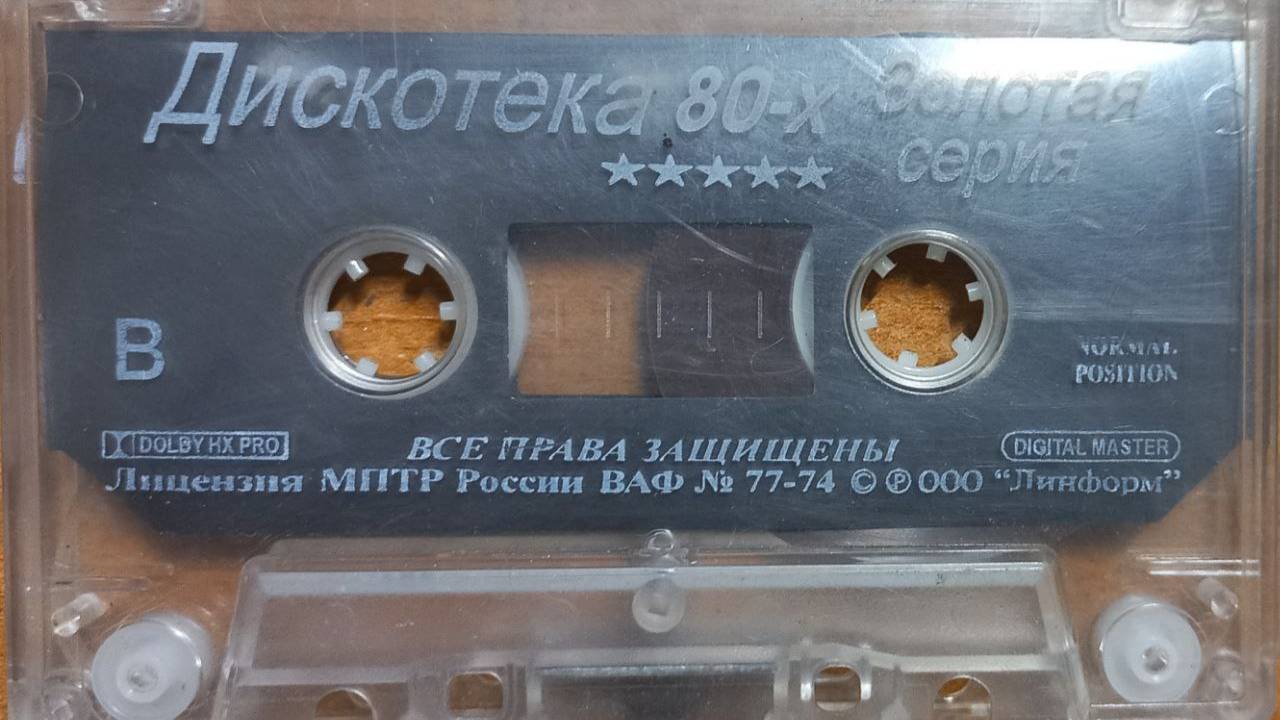 Дискотека 80-х Золотая
серия
★★★★★
B
NORMAL
POSITION
DOLBY HX PRO
ВСЕ ПРАВА ЗАЩИЩЕНЫ
DIGITAL MASTER
Лицензия МПТР России ВАФ № 77-74 © ℗ ООО “Линформ”